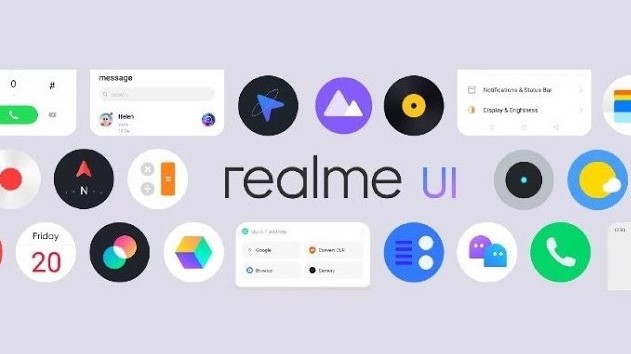 0 #
message
Helen
Notifications & Status Bar
Display & Brightness
N
realme UI
Friday
20
Google
Browser